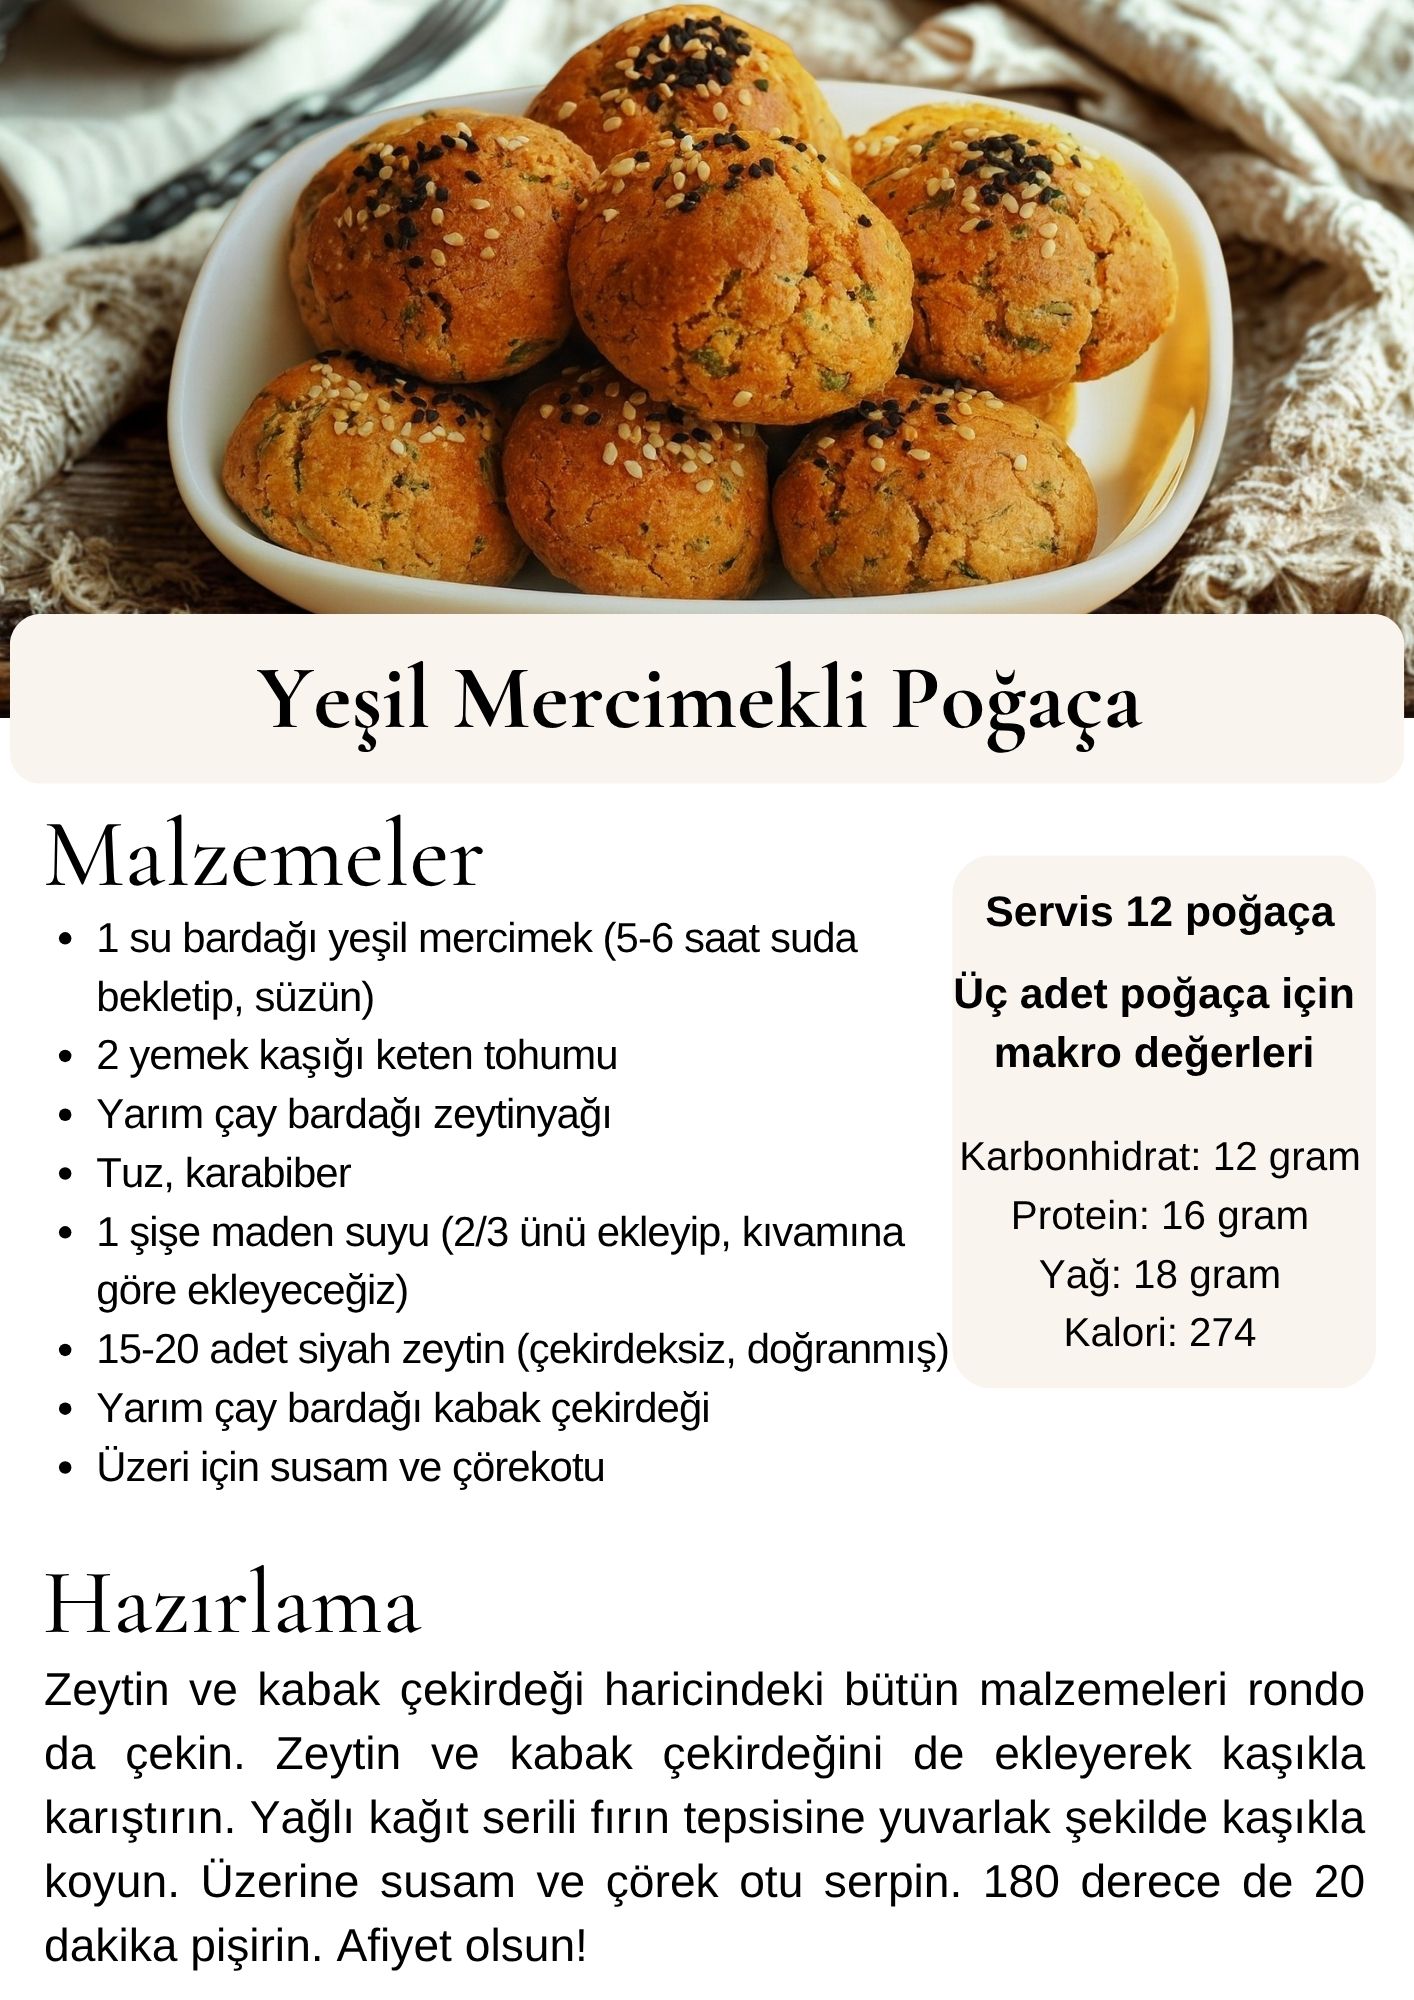 Yeşil Mercimekli Poğaça
Malzemeler
• 1 su bardağı yeşil mercimek (5-6 saat suda
bekletip, süzün)
• 2 yemek kaşığı keten tohumu
• Yarım çay bardağı zeytinyağı
• Tuz, karabiber
• 1 şişe maden suyu (2/3 ünü ekleyip, kıvamına
göre ekleyeceğiz)
• 15-20 adet siyah zeytin (çekirdeksiz, doğranmış)
• Yarım çay bardağı kabak çekirdeği
• Üzeri için susam ve çörekotu
Servis 12 poğaça
Üç adet poğaça için
makro değerleri
Karbonhidrat: 12 gram
Protein: 16 gram
Yağ: 18 gram
Kalori: 274
Hazırlama
Zeytin ve kabak çekirdeği haricindeki bütün malzemeleri rondo
da çekin. Zeytin ve kabak çekirdeğini de ekleyerek kaşıkla
karıştırın. Yağlı kağıt serili fırın tepsisine yuvarlak şekilde kaşıkla
koyun. Üzerine susam ve çörek otu serpin. 180 derece de 20
dakika pişirin. Afiyet olsun!